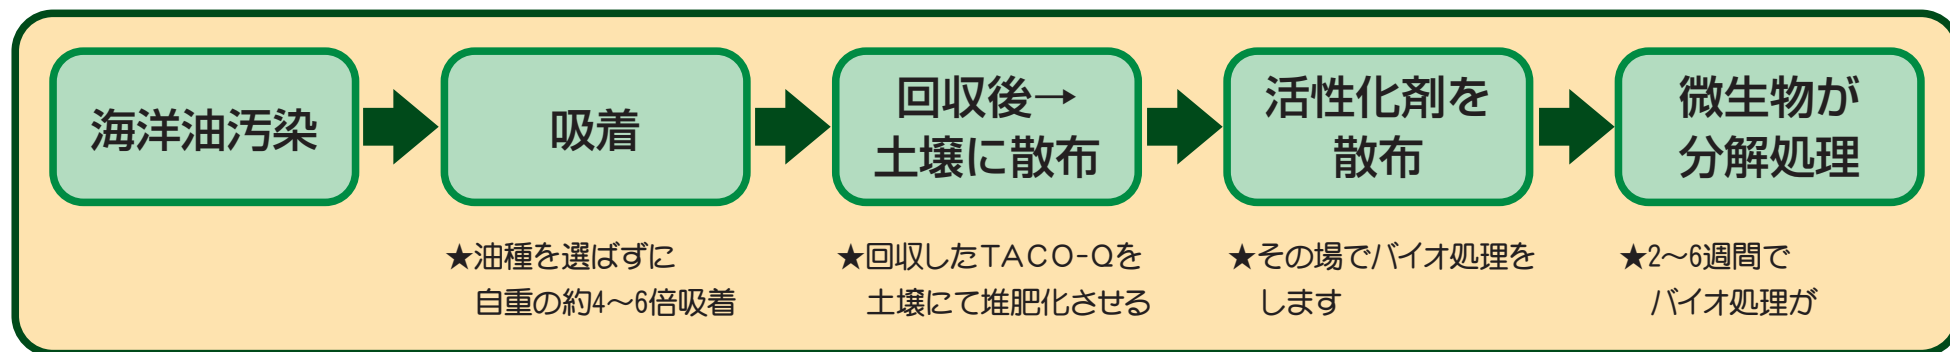 海洋油汚染
吸着
回収後→
土壌に散布
活性化剤を
散布
微生物が
分解処理
★油種を選ばずに
自重の約4〜6倍吸着
★回収したTACO-Qを
土壌にて堆肥化させる
★その場でバイオ処理を
します
★2〜6週間で
バイオ処理が